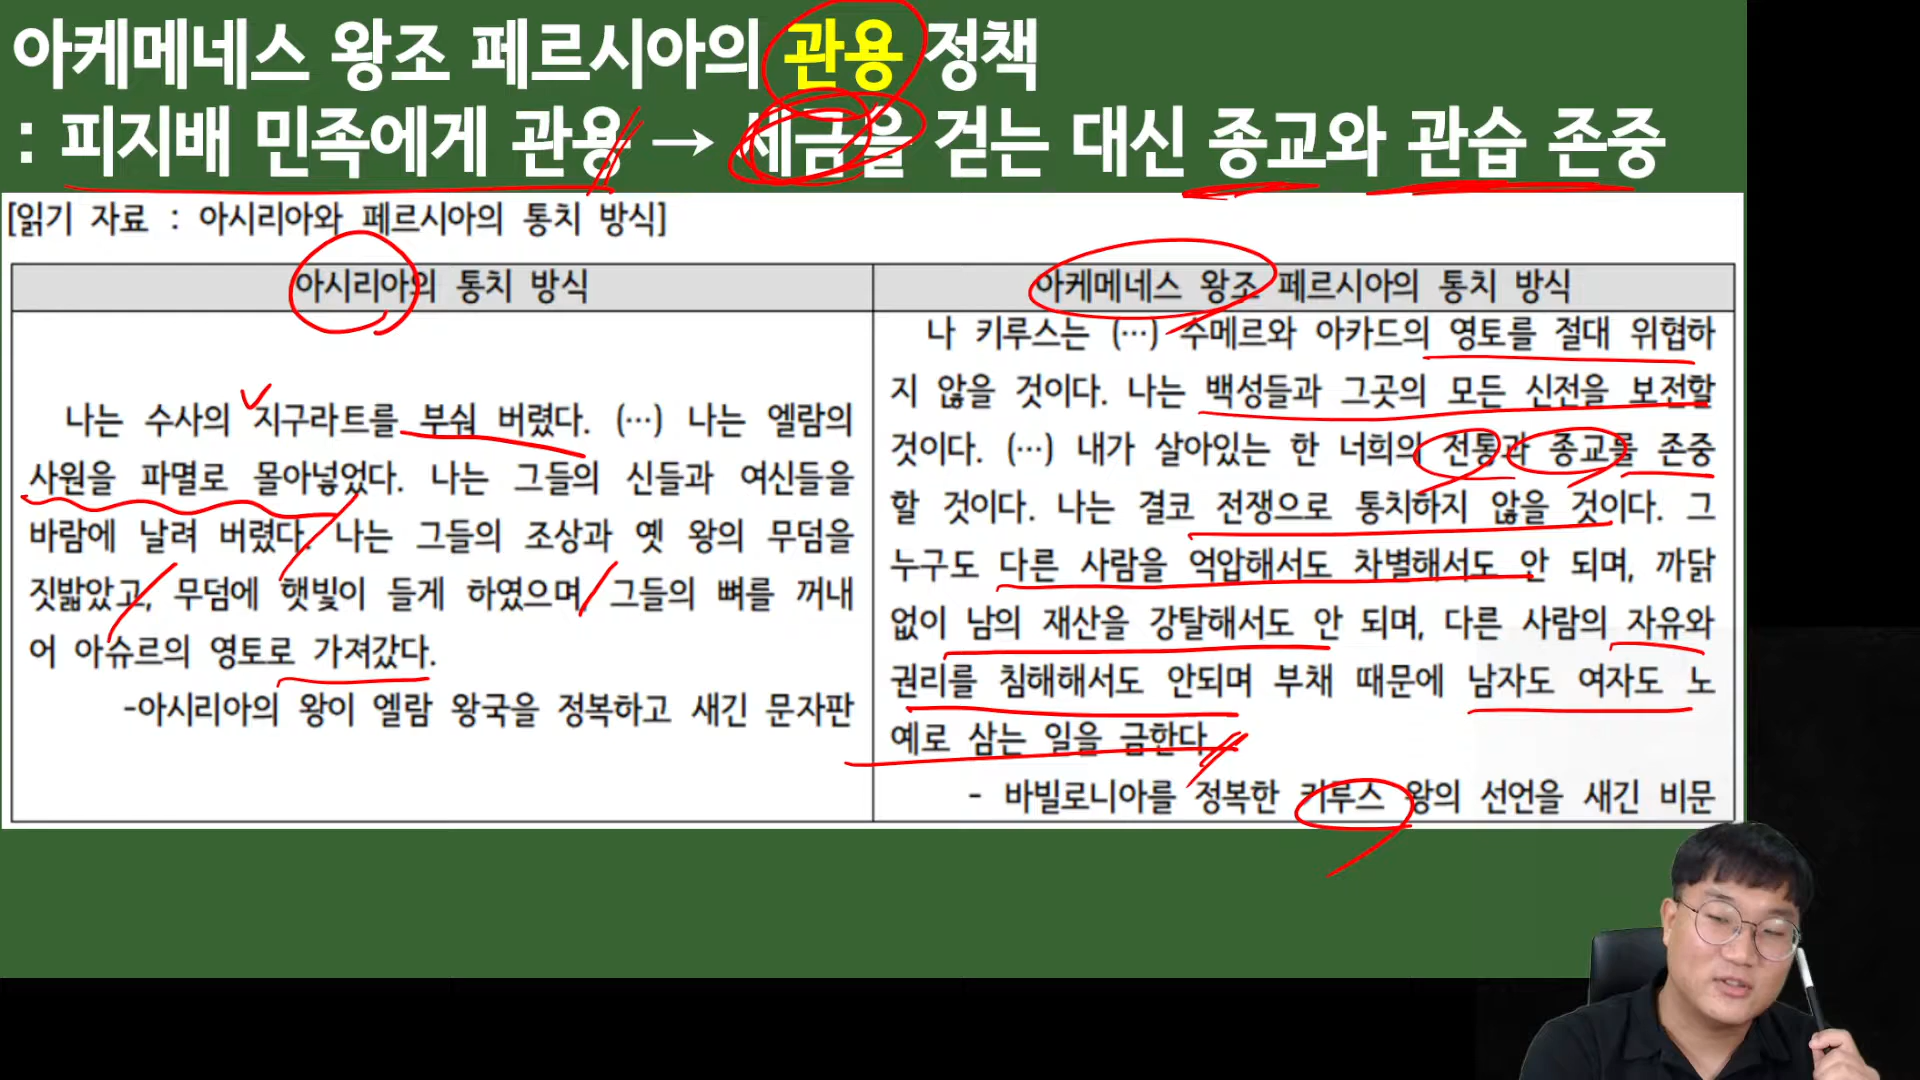 아케메네스 왕조 페르시아의 관용 정책
: 피지배 민족에게 관용 → 세금을 걷는 대신 종교와 관습 존중
[읽기 자료 : 아시리아와 페르시아의 통치 방식]
아시리아의 통치 방식
나는 수사의 지구라트를 부숴 버렸다. (…) 나는 엘람의
사원을 파멸로 몰아넣었다. 나는 그들의 신들과 여신들을
바람에 날려 버렸다. 나는 그들의 조상과 옛 왕의 무덤을
짓밟았고, 무덤에 햇빛이 들게 하였으며, 그들의 뼈를 꺼내
어 아슈르의 영토로 가져갔다.
-아시리아의 왕이 엘람 왕국을 정복하고 새긴 문자판
아케메네스 왕조 페르시아의 통치 방식
나 키루스는 (…) 수메르와 아카드의 영토를 절대 위협하
지 않을 것이다. 나는 백성들과 그곳의 모든 신전을 보전할
것이다. (…) 내가 살아있는 한 너희의 전통과 종교를 존중
할 것이다. 나는 결코 전쟁으로 통치하지 않을 것이다. 그
누구도 다른 사람을 억압해서도 차별해서도 안 되며, 까닭
없이 남의 재산을 강탈해서도 안 되며, 다른 사람의 자유와
권리를 침해해서도 안되며 부채 때문에 남자도 여자도 노
예로 삼는 일을 금한다.
- 바빌로니아를 정복한 키루스 왕의 선언을 새긴 비문